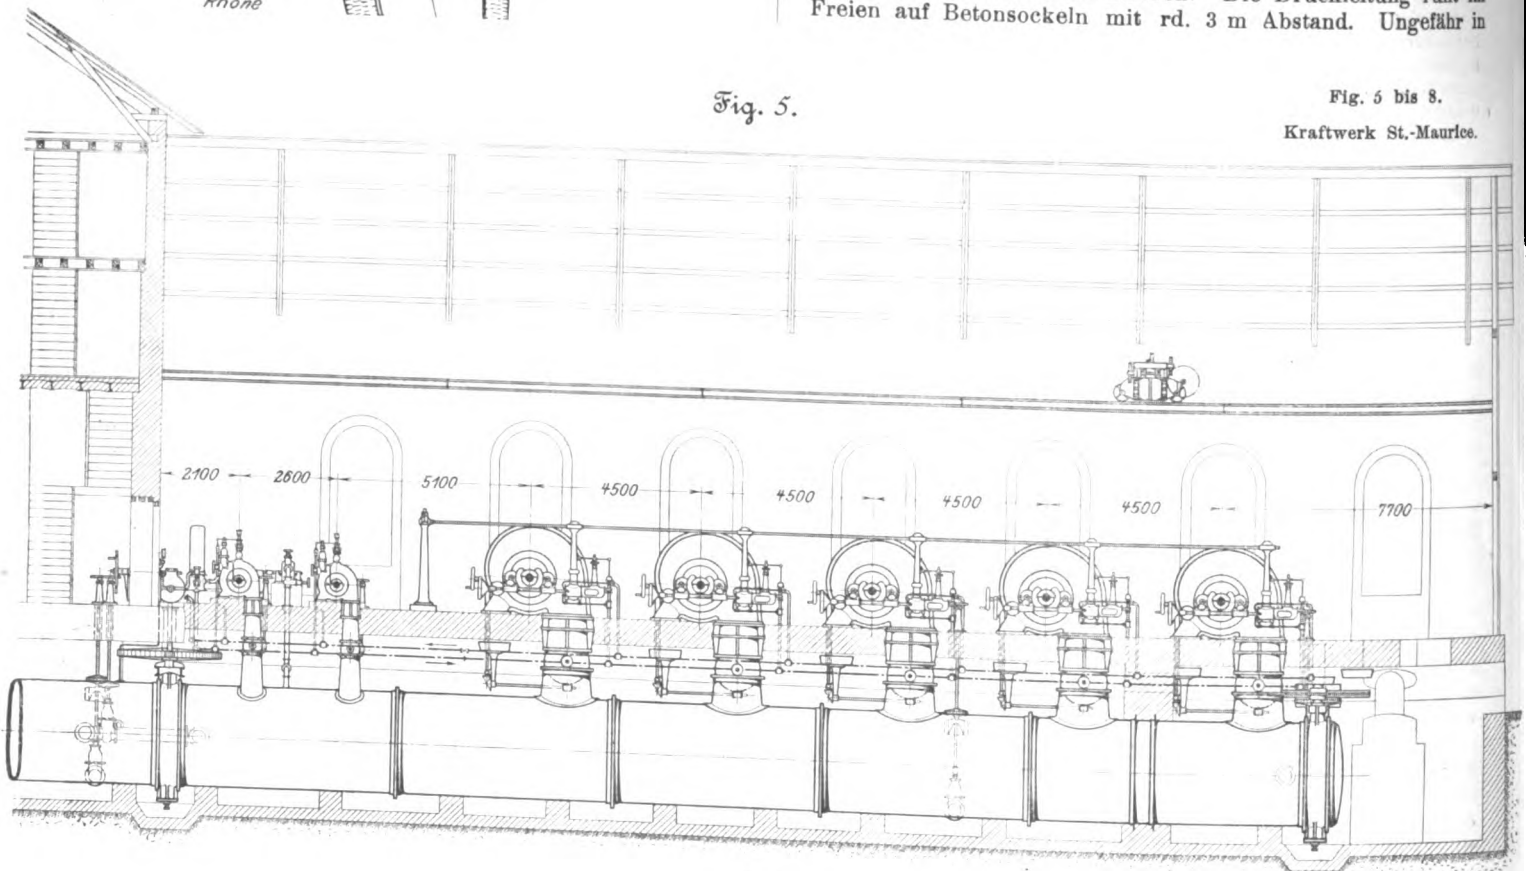 Rhône
Freien auf Betonsockeln mit rd. 3 m Abstand. Ungefähr in
Fig. 5.
Fig. 5 bis 8.
Kraftwerk St.-Maurice.
2100 2600 5100 4500 4500 4500 4500 7700